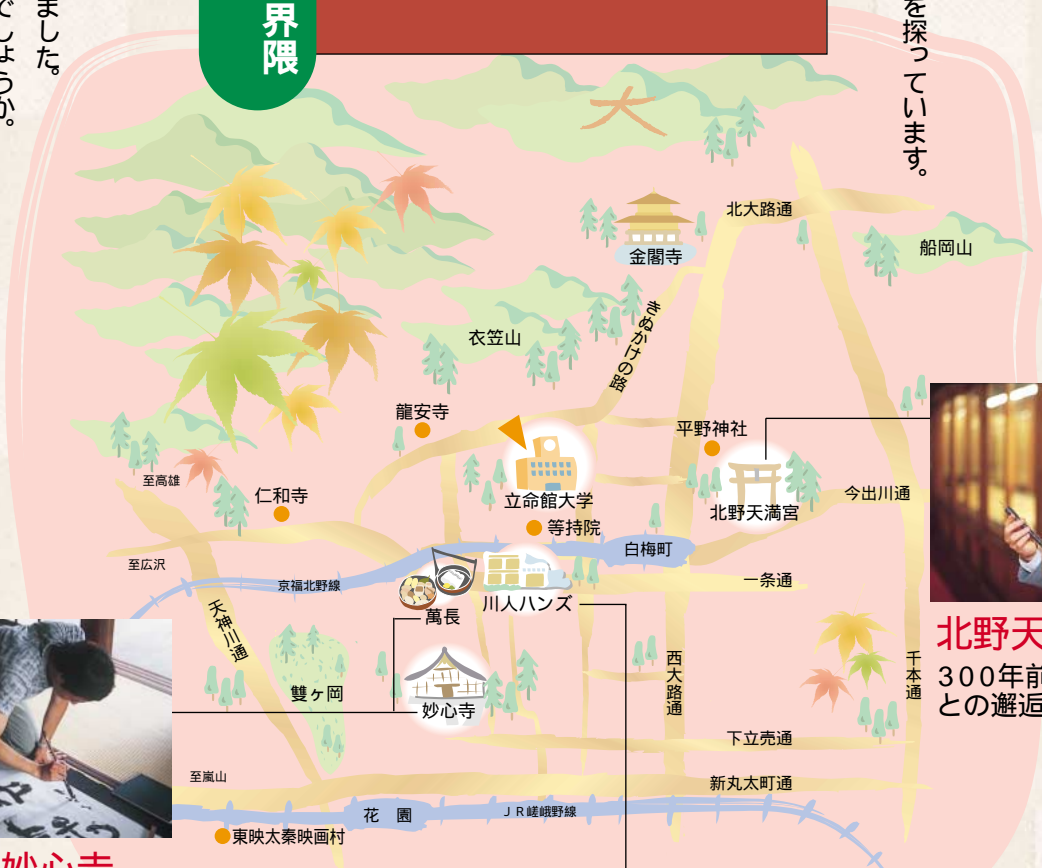 を探っています。
ました。
でしょうか。
界隈
大
北大路通
船岡山
金閣寺
きぬかけの路
衣笠山
龍安寺
平野神社
至高雄
仁和寺
立命館大学
等持院
北野天満宮
今出川通
白梅町
至広沢
京福北野線
一条通
天神川通
萬長
川人ハンズ
北野天
300年前
との邂逅
雙ヶ岡
妙心寺
西大路通
千本通
下立売通
至嵐山
新丸太町通
花 園
JR嵯峨野線
東映太秦映画村
妙心寺